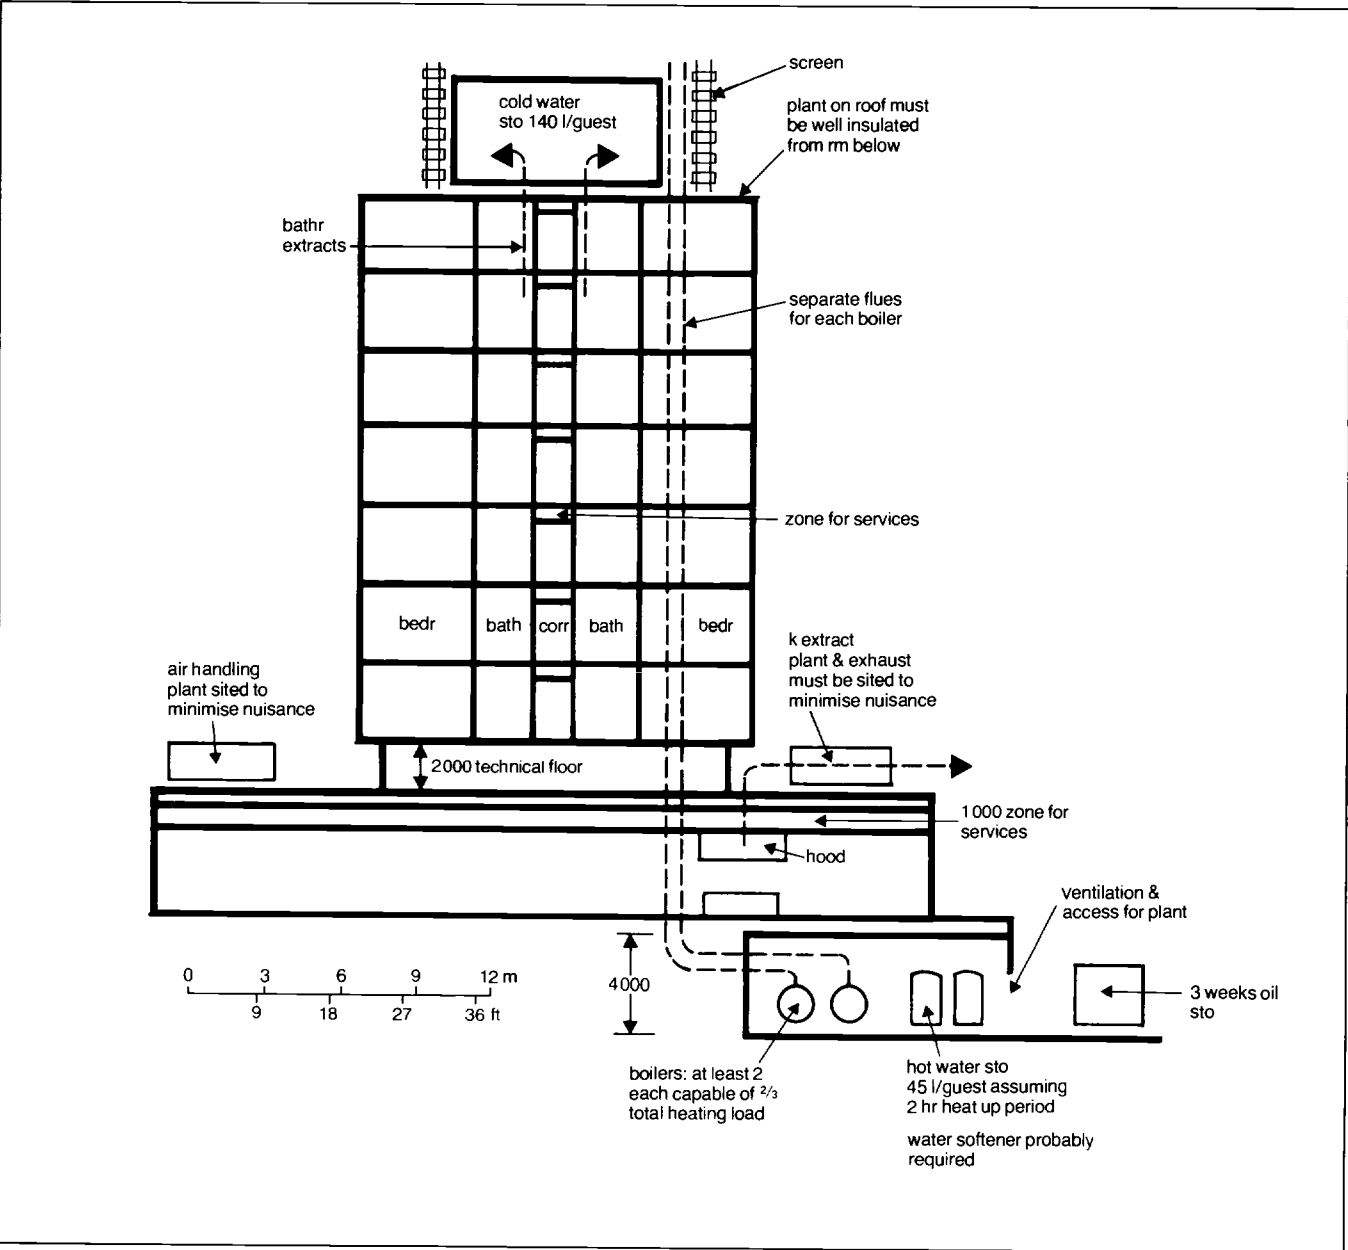 screen
cold water
sto 140 l/guest
plant on roof must
be well insulated
from rm below
bathr
extracts
separate flues
for each boiler
zone for services
bedr
bath
corr
bath
bedr
k extract
plant & exhaust
must be sited to
minimise nuisance
air handling
plant sited to
minimise nuisance
2000 technical floor
1000 zone for
services
hood
ventilation &
access for plant
0 3 6 9 12 m
9 18 27 36 ft
4000
3 weeks oil
sto
boilers: at least 2
each capable of 2/3
total heating load
hot water sto
45 l/guest assuming
2 hr heat up period
water softener probably
required